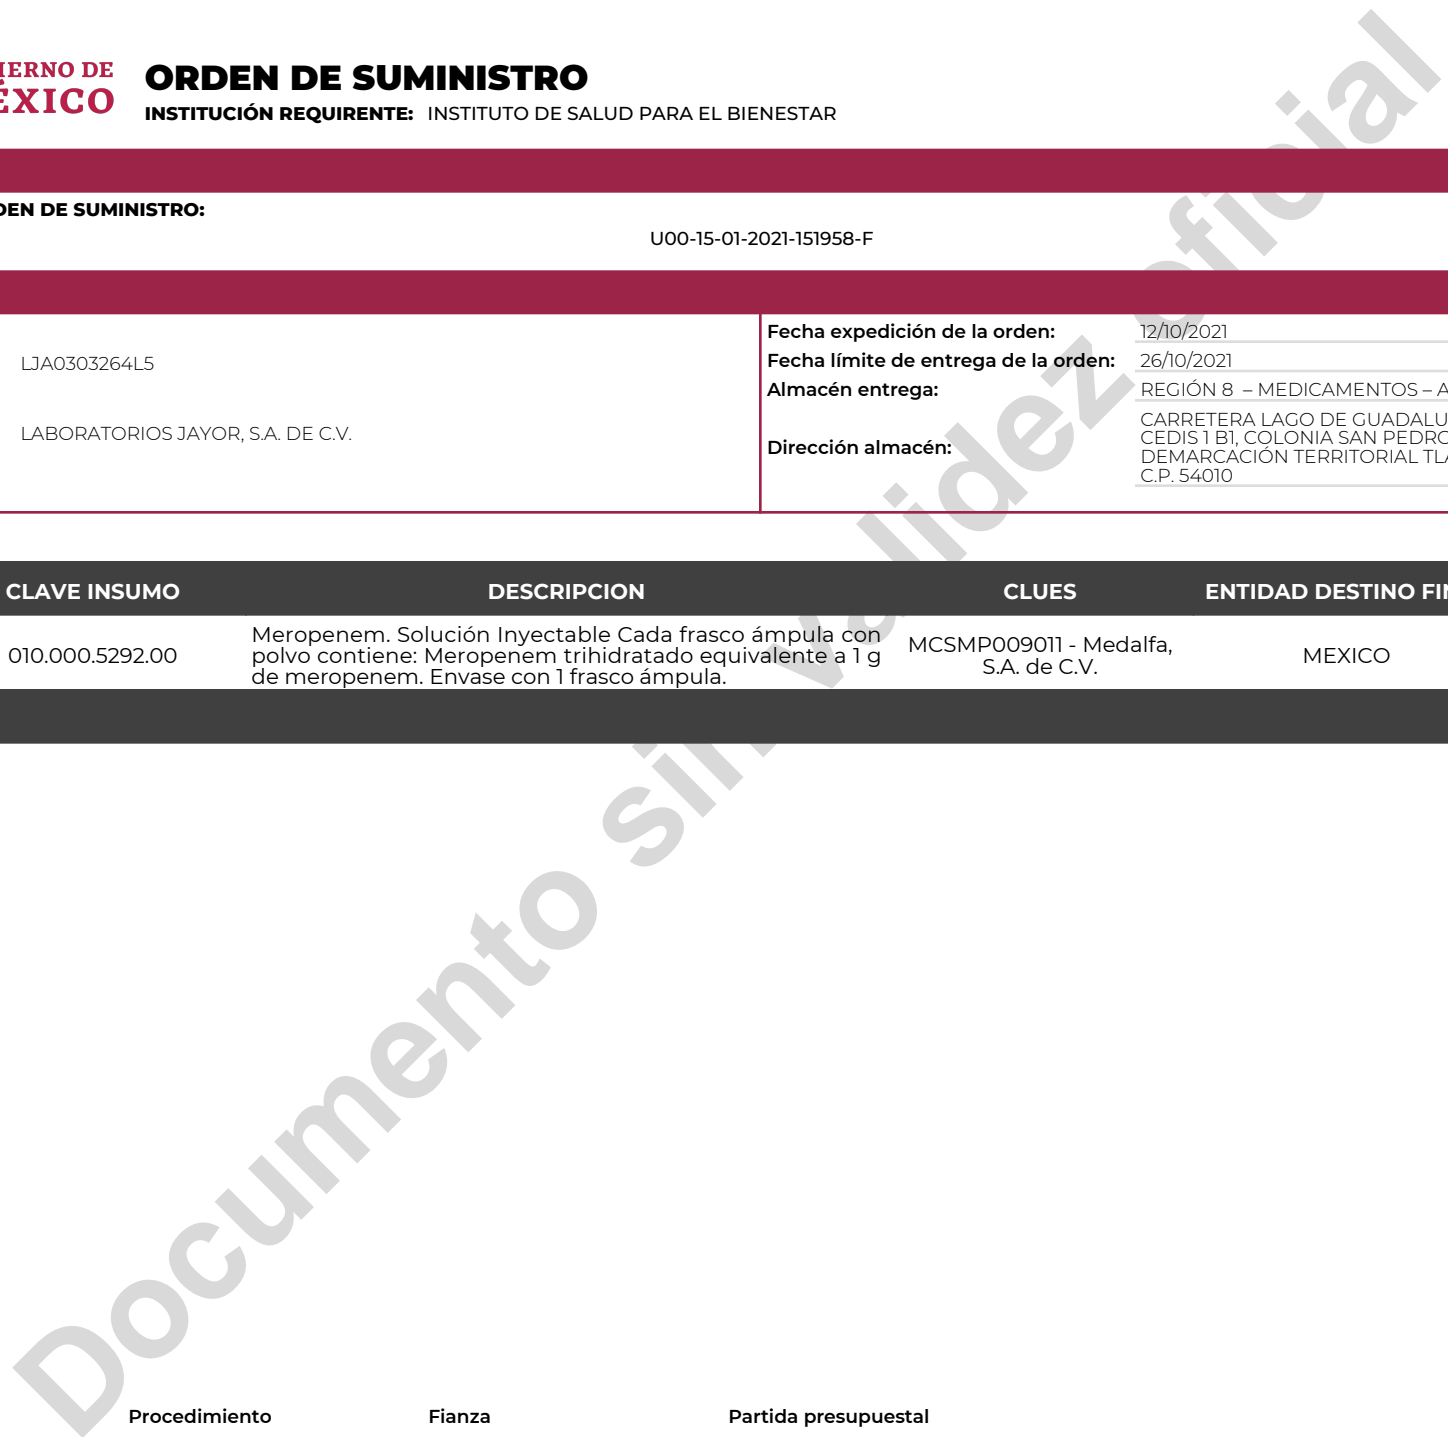 IERNO DE
ÉXICO
ORDEN DE SUMINISTRO
INSTITUCIÓN REQUIRENTE: INSTITUTO DE SALUD PARA EL BIENESTAR
DEN DE SUMINISTRO:
U00-15-01-2021-151958-F
LJA0303264L5
LABORATORIOS JAYOR, S.A. DE C.V.
Fecha expedición de la orden: 12/10/2021
Fecha límite de entrega de la orden: 26/10/2021
Almacén entrega: REGIÓN 8 – MEDICAMENTOS – A
Dirección almacén:
CARRETERA LAGO DE GUADALU
CEDIS 1 B1, COLONIA SAN PEDRO
DEMARCACIÓN TERRITORIAL TLA
C.P. 54010
CLAVE INSUMO DESCRIPCION CLUES ENTIDAD DESTINO FIN
010.000.5292.00
Meropenem. Solución Inyectable Cada frasco ámpula con
polvo contiene: Meropenem trihidratado equivalente a 1 g
de meropenem. Envase con 1 frasco ámpula.
MCSMP009011 - Medalfa,
S.A. de C.V.
MEXICO
Documento sin validez oficial
Procedimiento Fianza Partida presupuestal